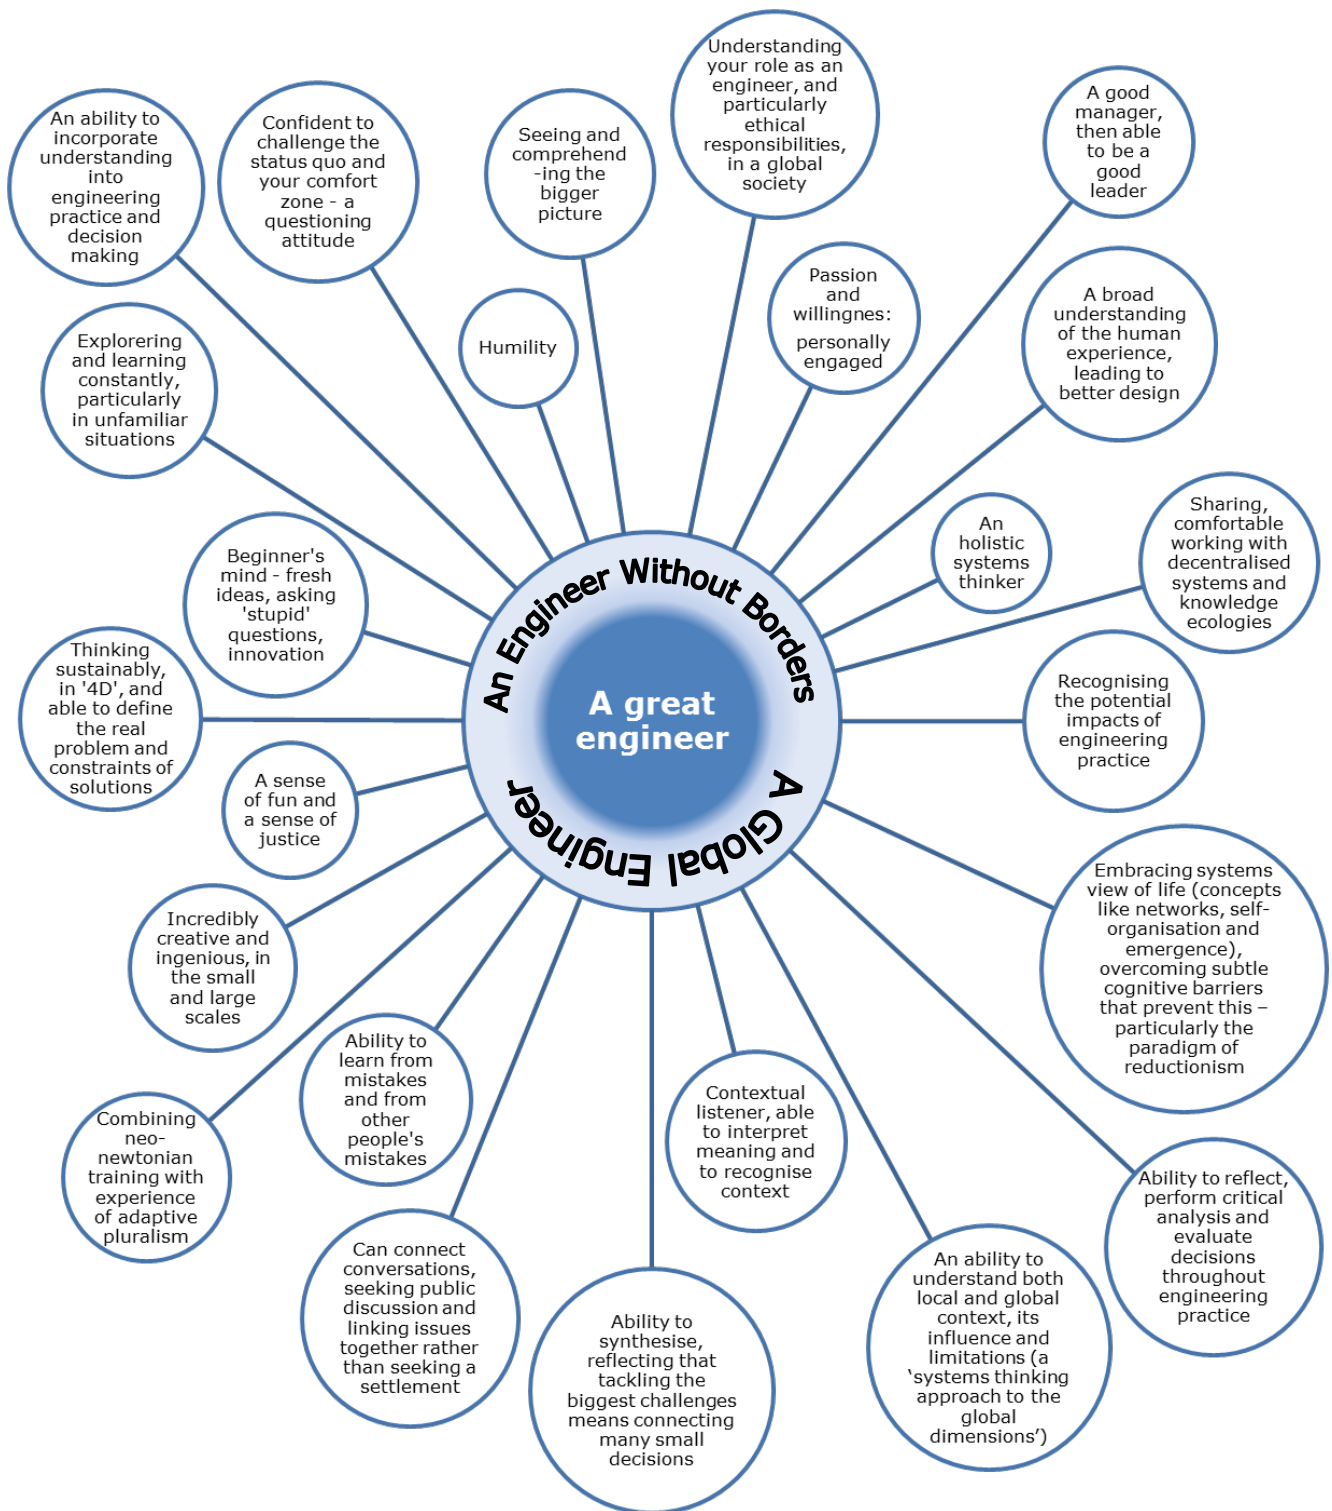 Understanding
your role as an
engineer, and
particularly
ethical
responsibilities,
in a global
society
A good
manager,
then able
to be a
good
leader
An ability to
incorporate
understanding
into
engineering
practice and
decision
making
Confident to
challenge the
status quo and
your comfort
zone - a
questioning
attitude
Seeing and
comprehend
-ing the
bigger
picture
Passion
and
willingnes:
personally
engaged
A broad
understanding
of the human
experience,
leading to
better design
Humility
Explorering
and learning
constantly,
particularly
in unfamiliar
situations
An
holistic
systems
thinker
Sharing,
comfortable
working with
decentralised
systems and
knowledge
ecologies
Beginner's
mind - fresh
ideas, asking
'stupid'
questions,
innovation
An Engineer Without Borders
A great
engineer
A Global Engineer
Thinking
sustainably,
in '4D', and
able to define
the real
problem and
constraints of
solutions
Recognising
the potential
impacts of
engineering
practice
A sense
of fun and
a sense of
justice
Embracing systems
view of life (concepts
like networks, self-
organisation and
emergence),
overcoming subtle
cognitive barriers
that prevent this –
particularly the
paradigm of
reductionism
Incredibly
creative and
ingenious, in
the small
and large
scales
Ability to
learn from
mistakes
and from
other
people's
mistakes
Contextual
listener, able
to interpret
meaning and
to recognise
context
Combining
neo-
newtonian
training with
experience
of adaptive
pluralism
Ability to reflect,
perform critical
analysis and
evaluate
decisions
throughout
engineering
practice
Can connect
conversations,
seeking public
discussion and
linking issues
together rather
than seeking a
settlement
Ability to
synthesise,
reflecting that
tackling the
biggest challenges
means connecting
many small
decisions
An ability to
understand both
local and global
context, its
influence and
limitations (a
‘systems thinking
approach to the
global
dimensions’)